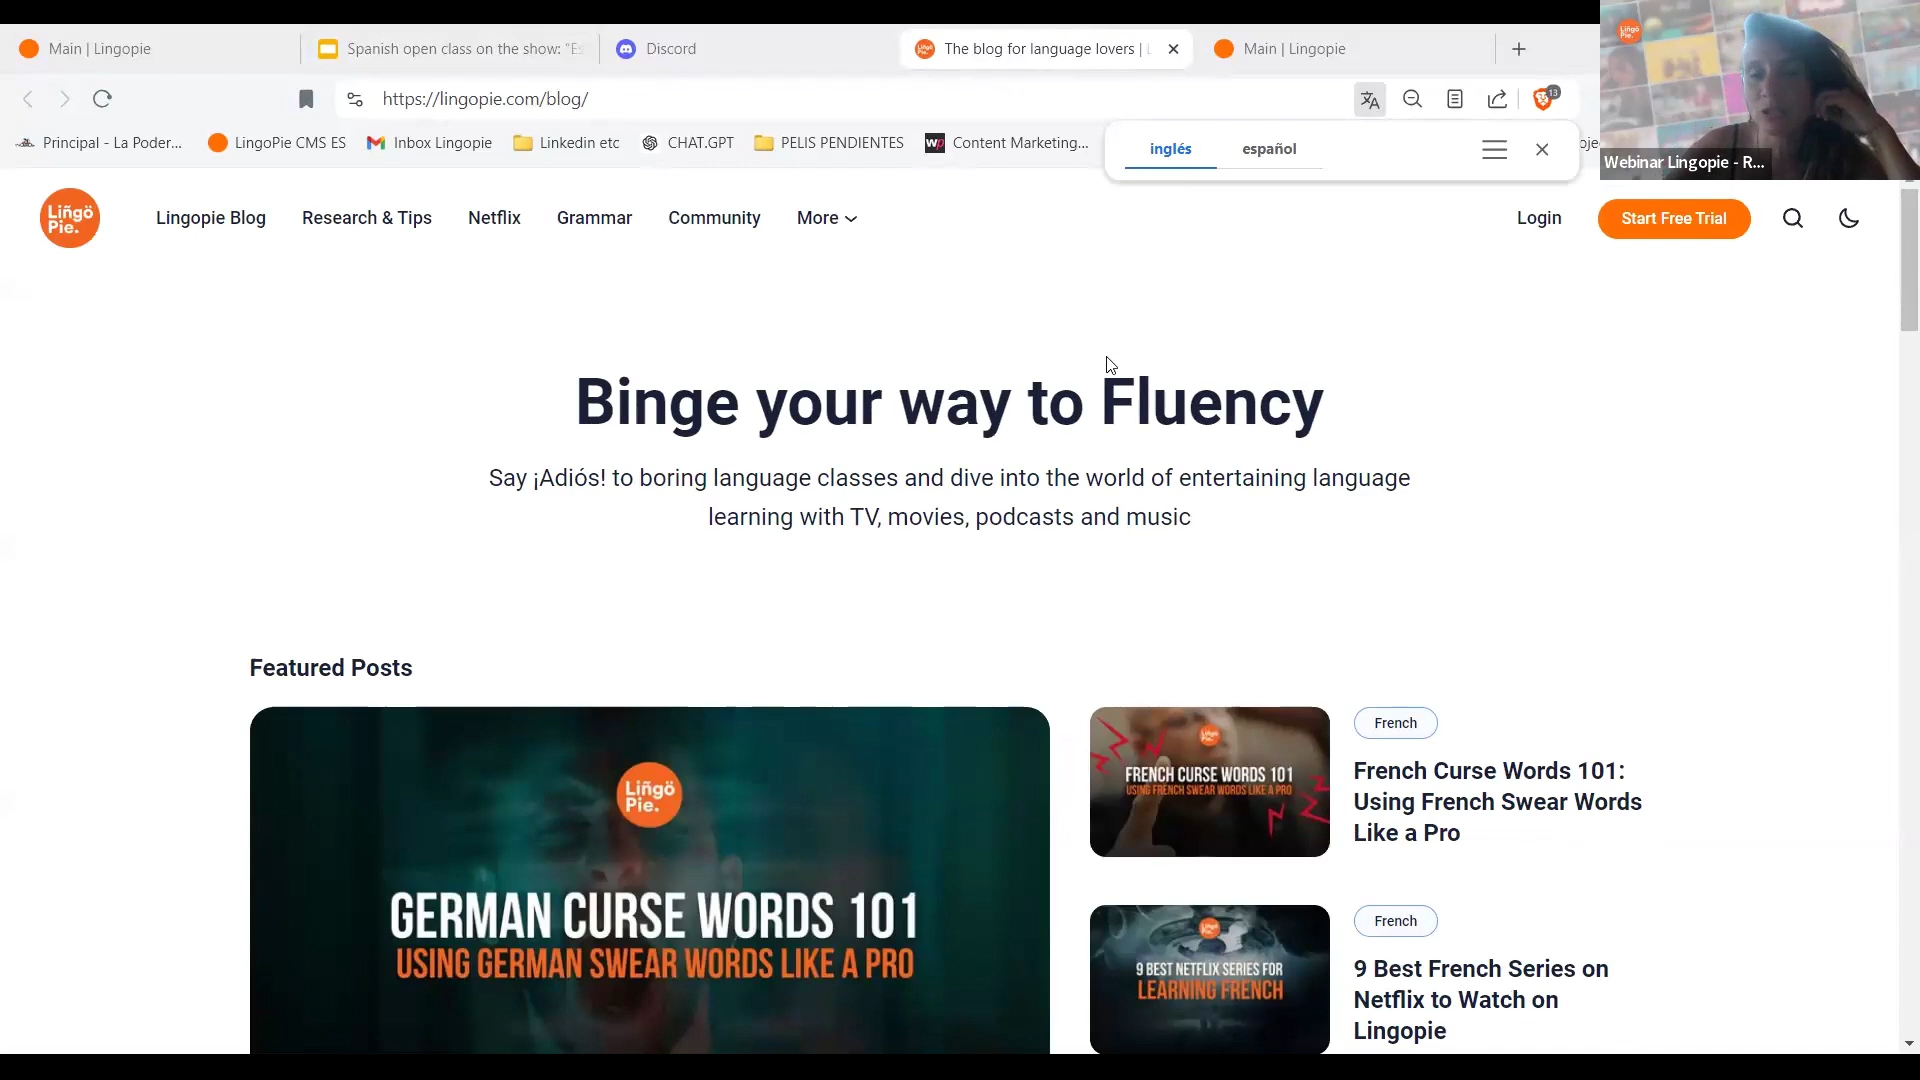 Main | Lingopie
Spanish open class on the show: "Es
Discord
The blog for language lovers |
Main | Lingopie
https://lingopie.com/blog/
13
Principal - La Poder...
LingoPie CMS ES
Inbox Lingopie
Linkedin etc
CHAT.GPT
PELIS PENDIENTES
Content Marketing...
inglés
español
Webinar Lingopie - R...
Liñgö
Pie.
Lingopie Blog
Research & Tips
Netflix
Grammar
Community
More
Login
Start Free Trial
Binge your way to Fluency
Say ¡Adiós! to boring language classes and dive into the world of entertaining language
learning with TV, movies, podcasts and music
Featured Posts
Liñgö
Pie.
GERMAN CURSE WORDS 101
USING GERMAN SWEAR WORDS LIKE A PRO
FRENCH CURSE WORDS 101
USING FRENCH SWEAR WORDS LIKE A PRO
French
French Curse Words 101:
Using French Swear Words
Like a Pro
9 BEST NETFLIX SERIES FOR
LEARNING FRENCH
French
9 Best French Series on
Netflix to Watch on
Lingopie